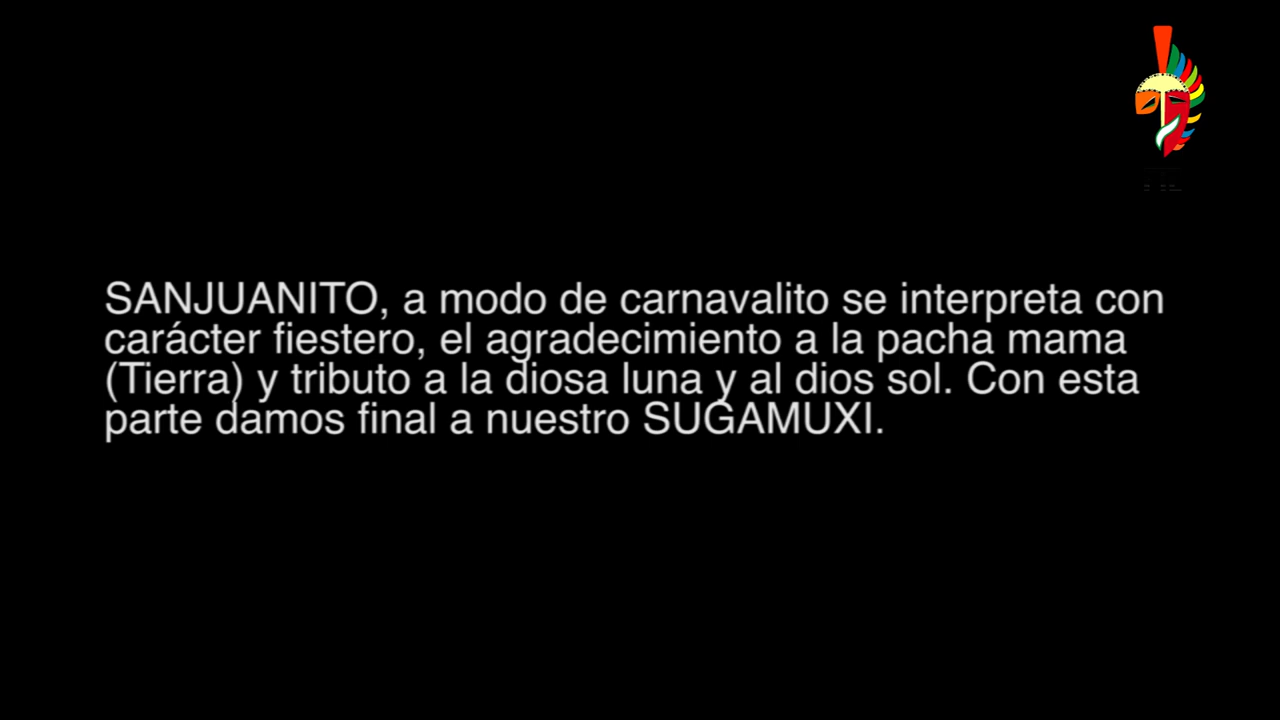 SANJUANITO, a modo de carnavalito se interpreta con
carácter fiestero, el agradecimiento a la pacha mama
(Tierra) y tributo a la diosa luna y al dios sol. Con esta
parte damos final a nuestro SUGAMUXI.